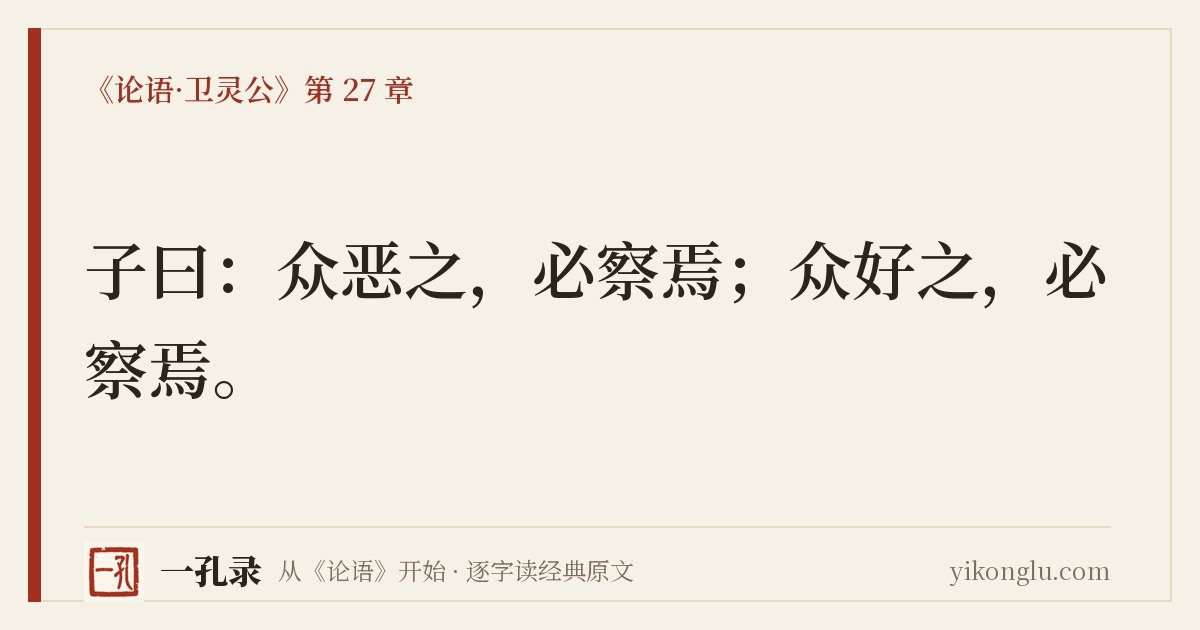 《论语·卫灵公》第 27 章
子曰：众恶之，必察焉；众好之，必
察焉。
一孔
一孔录 从《论语》开始 · 逐字读经典原文 yikonglu.com